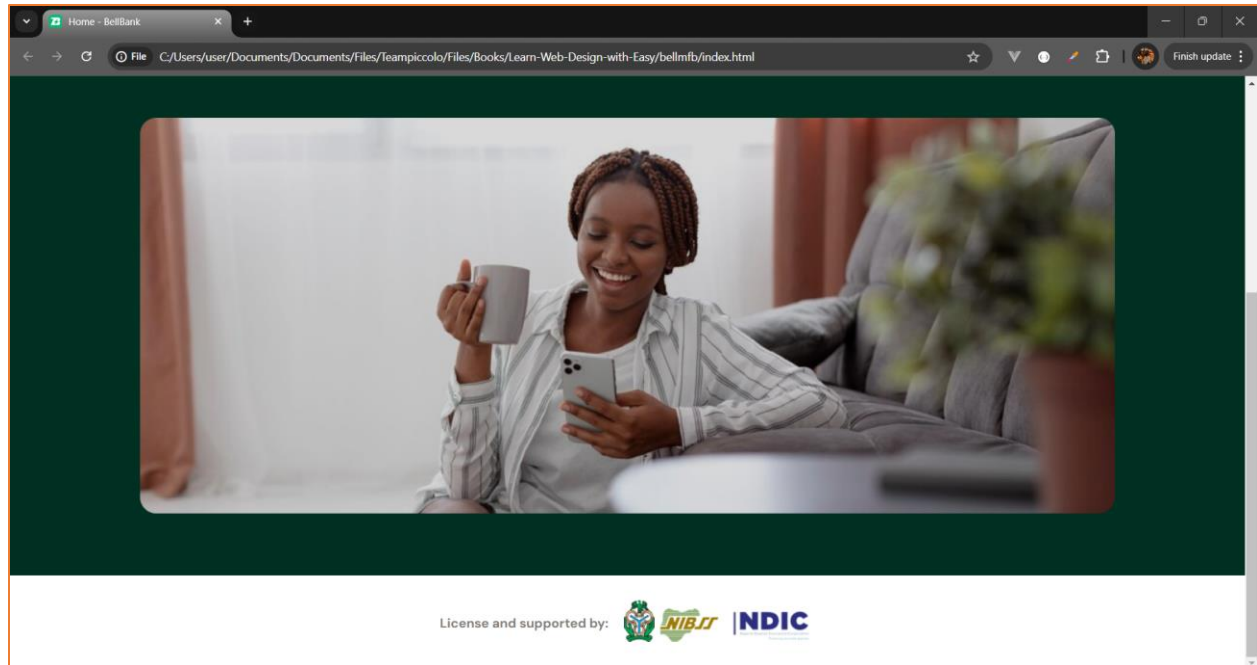 Home - BellBank
File C:/Users/user/Documents/Documents/Files/Teampiccolo/Files/Books/Learn-Web-Design-with-Easy/bellmfb/index.html Finish update
License and supported by: NIBSS NDIC